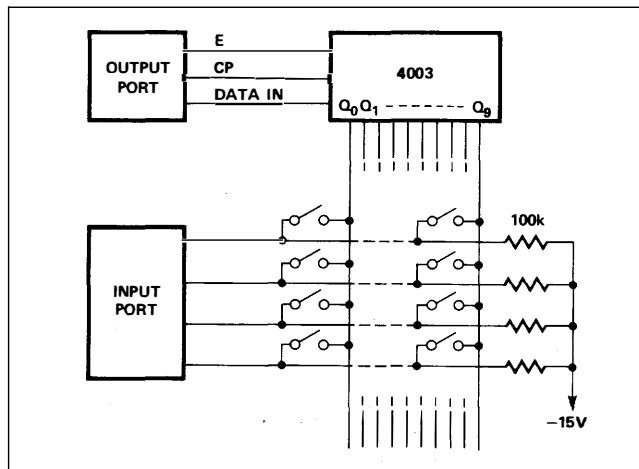 E
OUTPUT
PORT
CP
DATA IN
4003
Q0 Q1 Q9
100k
INPUT
PORT
−15V